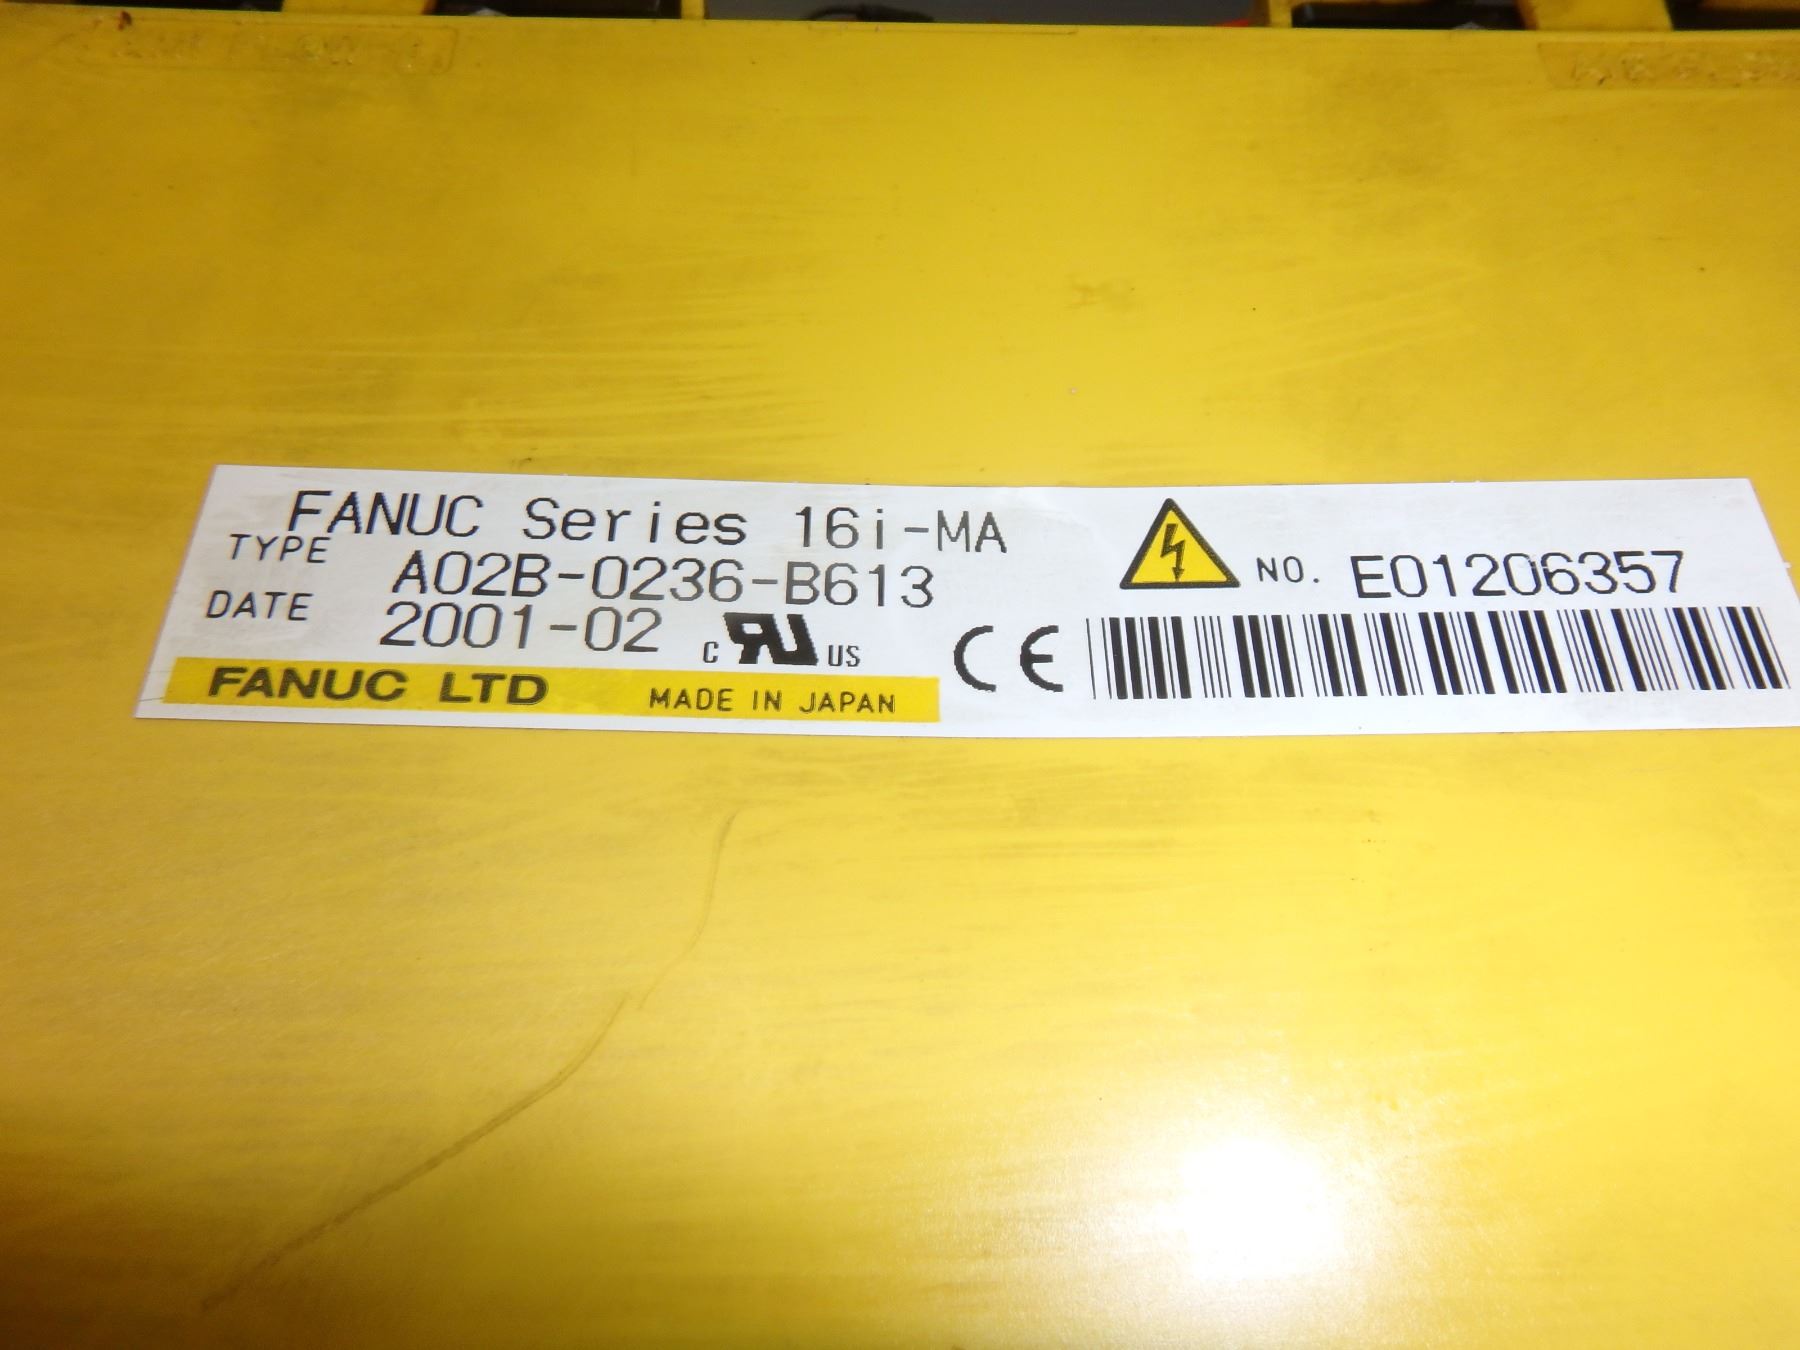 FANUC Series 16i-MA
TYPE A02B-0236-B613
DATE 2001-02
c US
FANUC LTD MADE IN JAPAN
CE
NO. E01206357